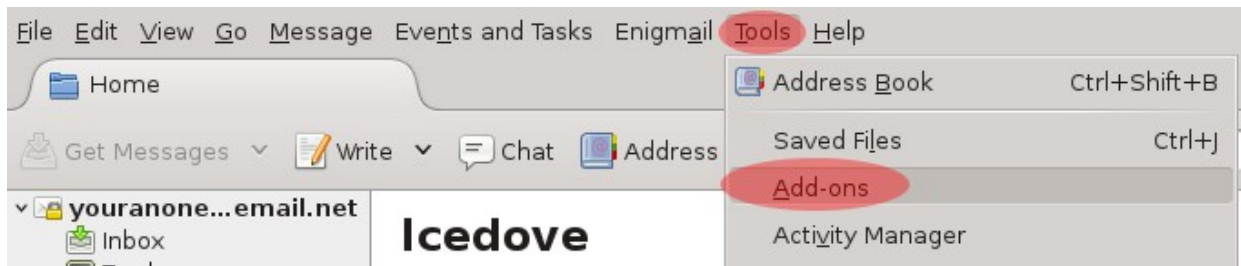 File Edit View Go Message Events and Tasks Enigmail Tools Help
Home
Address Book Ctrl+Shift+B
Get Messages Write Chat Address
Saved Files Ctrl+J
Add-ons
youranone...email.net
Inbox
Icedove
Activity Manager